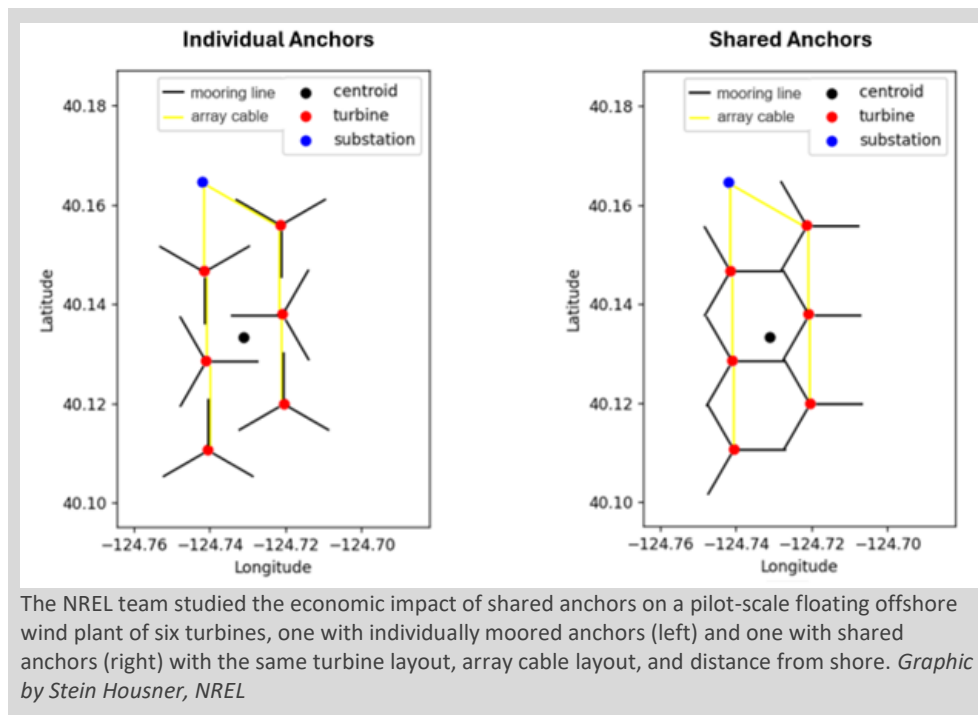 Individual Anchors
mooring line
array cable
centroid
turbine
substation
40.18
40.16
40.14
40.12
40.10
Latitude
−124.76 −124.74 −124.72 −124.70
Longitude
Shared Anchors
mooring line
array cable
centroid
turbine
substation
40.18
40.16
40.14
40.12
40.10
Latitude
−124.76 −124.74 −124.72 −124.70
Longitude
The NREL team studied the economic impact of shared anchors on a pilot-scale floating offshore
wind plant of six turbines, one with individually moored anchors (left) and one with shared
anchors (right) with the same turbine layout, array cable layout, and distance from shore. Graphic
by Stein Housner, NREL